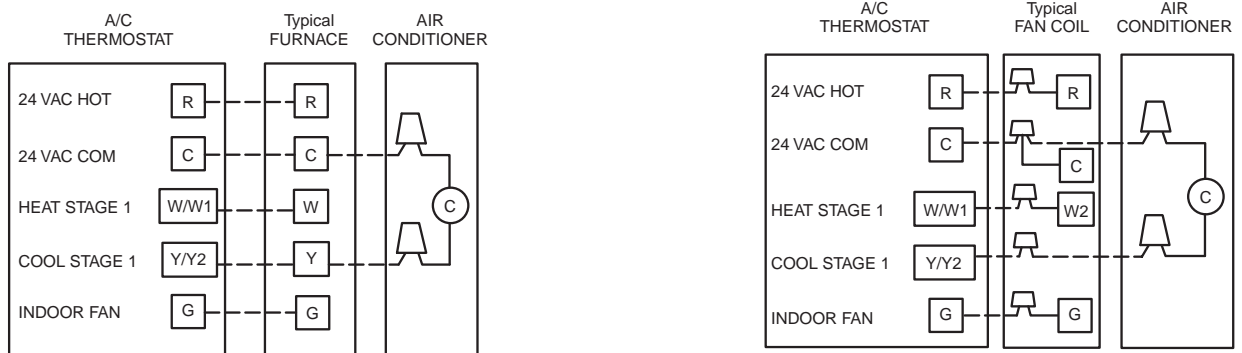 A/C
THERMOSTAT
Typical
FURNACE
AIR
CONDITIONER
24 VAC HOT
R
R
24 VAC COM
C
C
HEAT STAGE 1
W/W1
W
C
COOL STAGE 1
Y/Y2
Y
INDOOR FAN
G
G
A/C
THERMOSTAT
Typical
FAN COIL
AIR
CONDITIONER
24 VAC HOT
R
R
24 VAC COM
C
C
HEAT STAGE 1
W/W1
W2
C
COOL STAGE 1
Y/Y2
INDOOR FAN
G
G